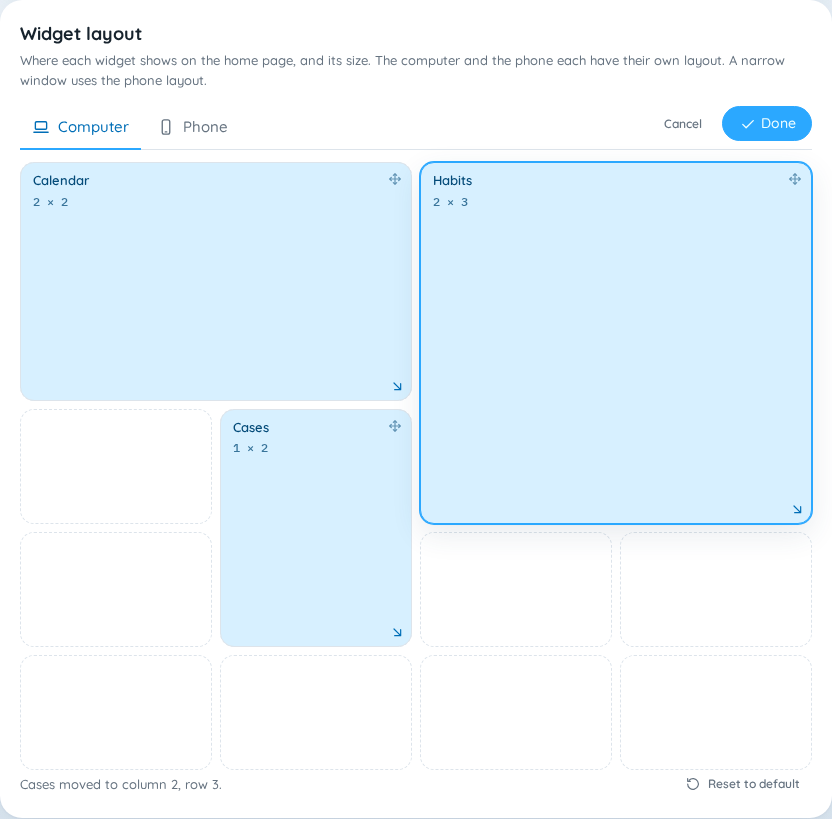 Widget layout
Where each widget shows on the home page, and its size. The computer and the phone each have their own layout. A narrow
window uses the phone layout.
Computer
Phone
Cancel
Done
Calendar
2 × 2
Habits
2 × 3
Cases
1 × 2
Cases moved to column 2, row 3.
Reset to default